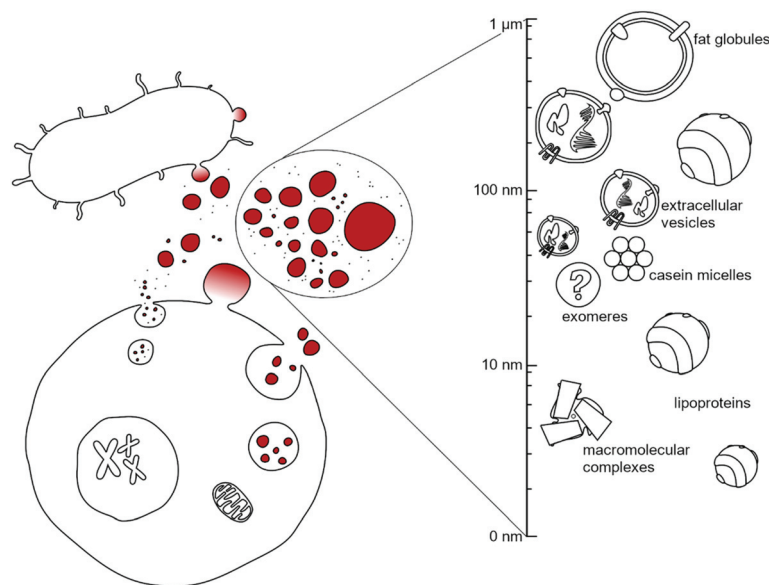 1 µm
fat globules
100 nm
extracellular
vesicles
casein micelles
?
exomeres
10 nm
lipoproteins
macromolecular
complexes
0 nm